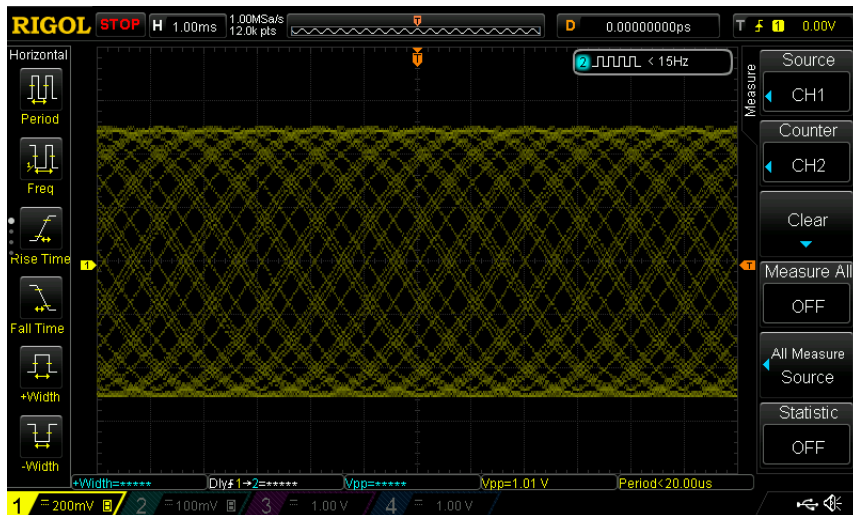 RIGOL STOP H 1.00ms 1.00MSa/s 12.0k pts D 0.00000000ps T 1 0.00V
Horizontal
Period
Freq
Rise Time
Fall Time
+Width
-Width
T
2 < 15Hz
1
T
Measure
Source
CH1
Counter
CH2
Clear
Measure All
OFF
All Measure
Source
Statistic
OFF
+Width=***** Dly 1→2=***** Vpp=***** Vpp=1.01 V Period<20.00us
1 = 200mV B 2 = 100mV B 3 = 1.00 V 4 = 1.00 V